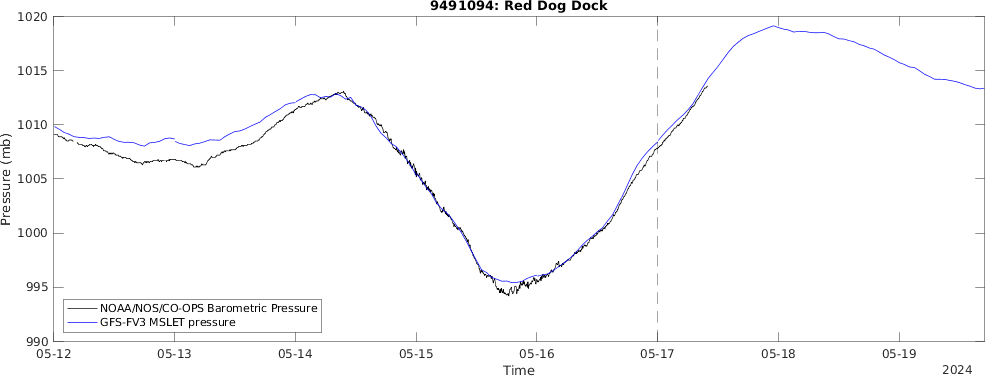 9491094: Red Dog Dock
1020
1015
1010
1005
1000
995
990
Pressure (mb)
NOAA/NOS/CO-OPS Barometric Pressure
GFS-FV3 MSLET pressure
05-12 05-13 05-14 05-15 05-16 05-17 05-18 05-19
Time
2024